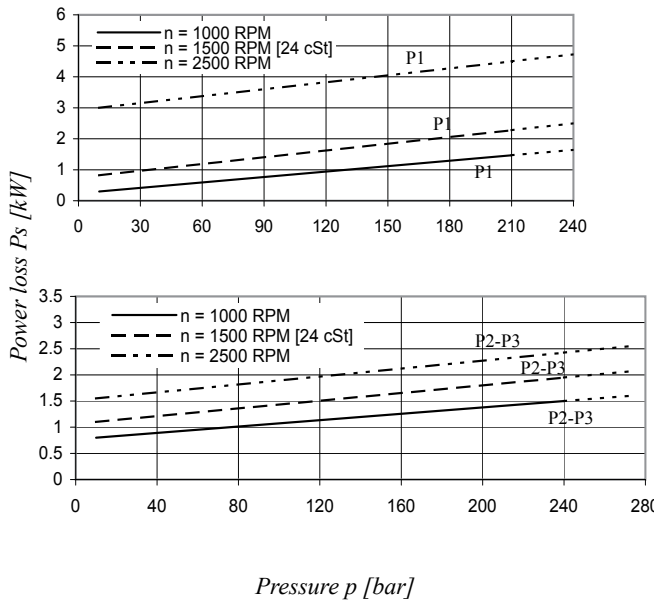 6
5
4
3
2
1
0
n = 1000 RPM
n = 1500 RPM [24 cSt]
n = 2500 RPM
P1
P1
P1
0 30 60 90 120 150 180 210 240
Power loss Ps [kW]
3.5
3
2.5
2
1.5
1
0.5
0
n = 1000 RPM
n = 1500 RPM [24 cSt]
n = 2500 RPM
P2-P3
P2-P3
P2-P3
0 40 80 120 160 200 240 280
Pressure p [bar]